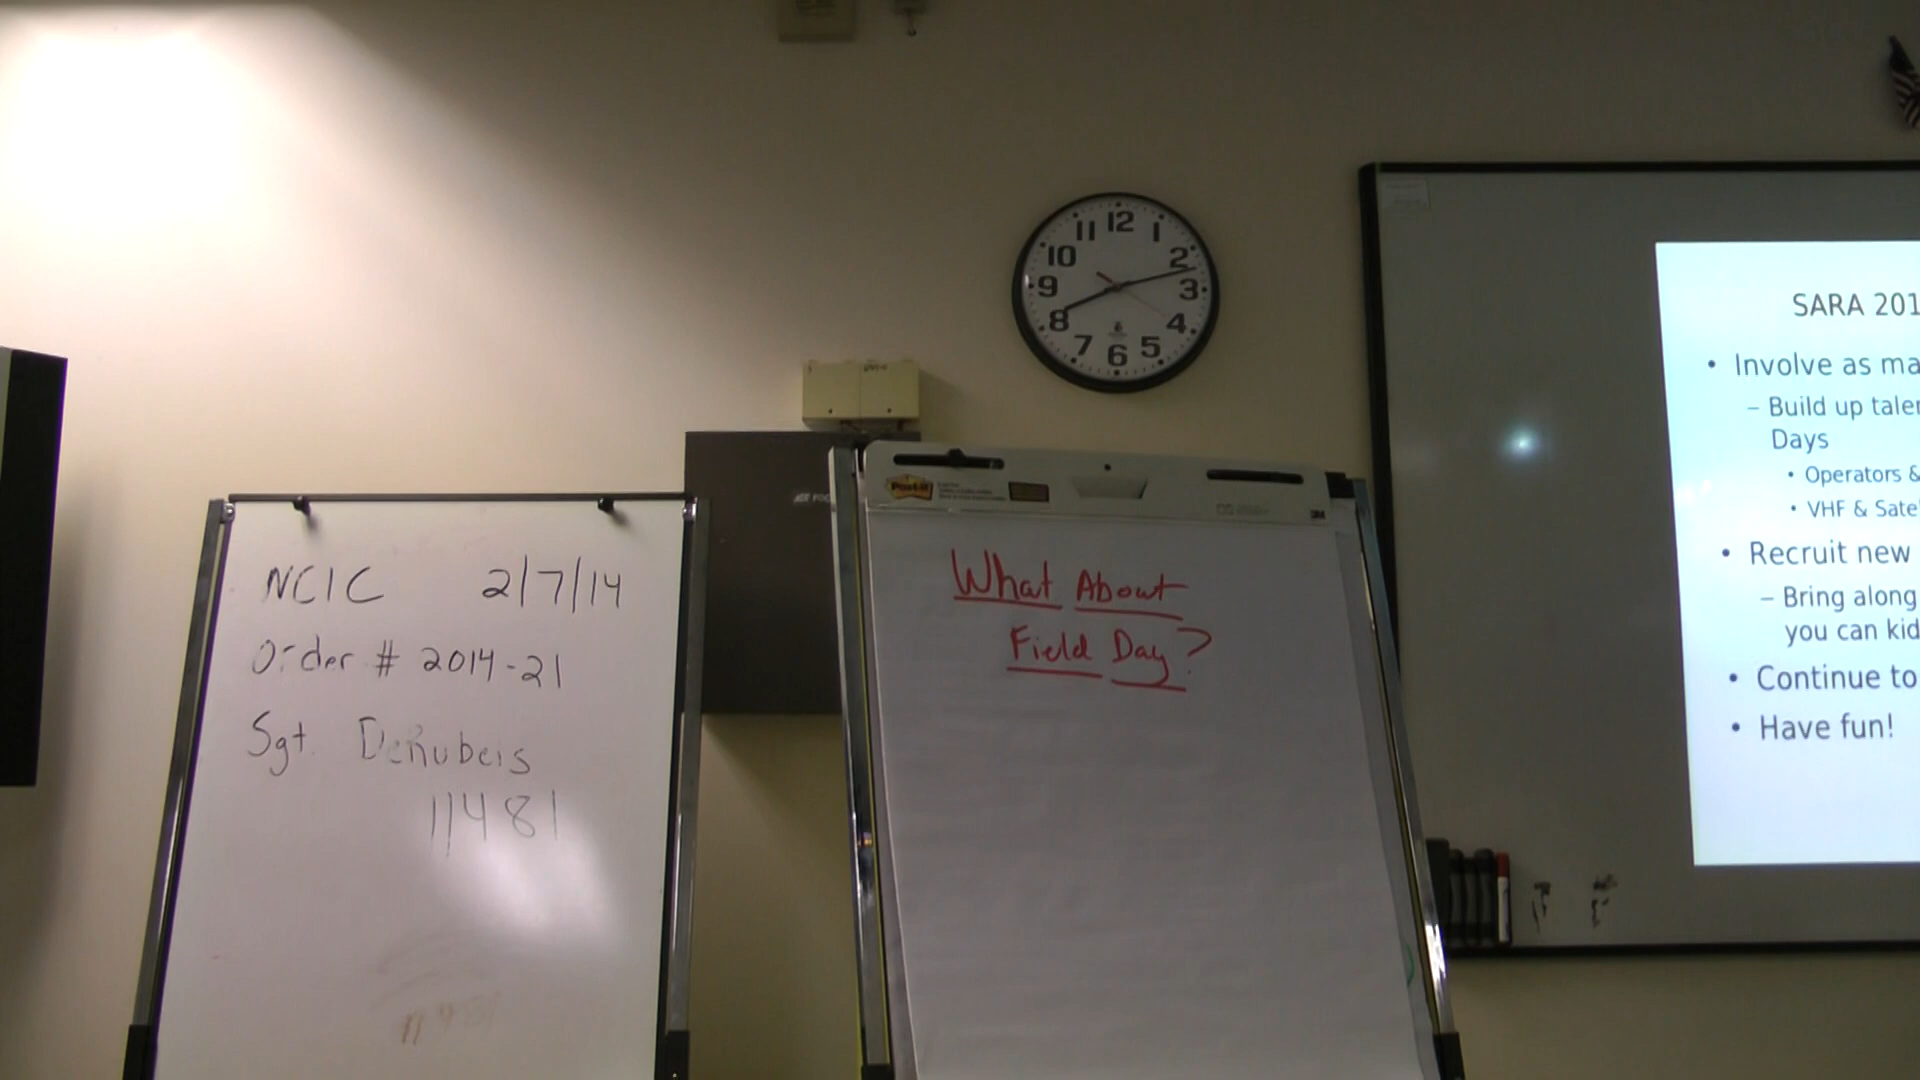 NCIC 2/7/14
Order # 2014-21
Sgt. DeRubeis
11481
Post-it
What About
Field Day?
12
1
2
3
4
5
6
7
8
9
10
11
SARA 201
• Involve as ma
– Build up taler
Days
• Operators &
• VHF & Sate
• Recruit new
– Bring along
you can kid
• Continue to
• Have fun!